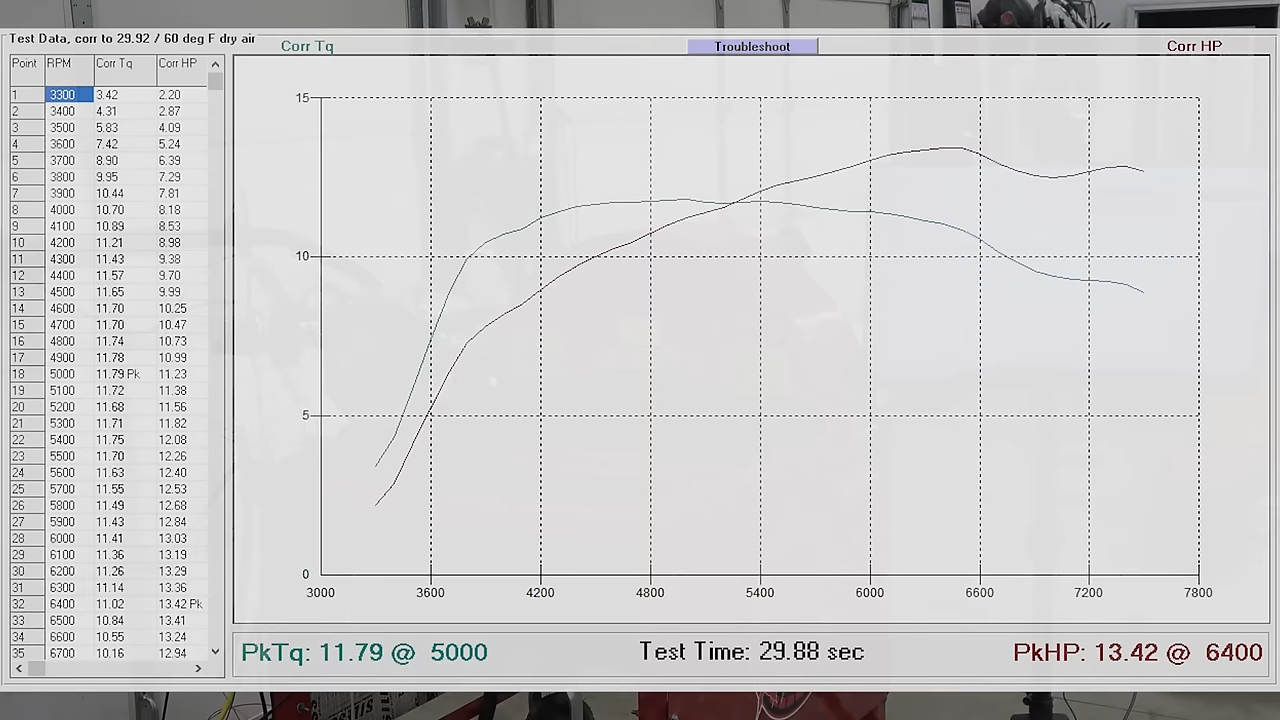 Test Data, corr to 29.92 / 60 deg F dry air
Corr Tq
Troubleshoot
Corr HP
Point RPM Corr Tq Corr HP
1 3300 3.42 2.20
2 3400 4.31 2.87
3 3500 5.83 4.09
4 3600 7.42 5.24
5 3700 8.90 6.39
6 3800 9.95 7.29
7 3900 10.44 7.81
8 4000 10.70 8.18
9 4100 10.89 8.53
10 4200 11.21 8.98
11 4300 11.43 9.38
12 4400 11.57 9.70
13 4500 11.65 9.99
14 4600 11.70 10.25
15 4700 11.70 10.47
16 4800 11.74 10.73
17 4900 11.78 10.99
18 5000 11.79 Pk 11.23
19 5100 11.72 11.38
20 5200 11.68 11.56
21 5300 11.71 11.82
22 5400 11.75 12.08
23 5500 11.70 12.26
24 5600 11.63 12.40
25 5700 11.55 12.53
26 5800 11.49 12.68
27 5900 11.43 12.84
28 6000 11.41 13.03
29 6100 11.36 13.19
30 6200 11.26 13.29
31 6300 11.14 13.36
32 6400 11.02 13.42 Pk
33 6500 10.84 13.41
34 6600 10.55 13.24
35 6700 10.16 12.94
15
10
5
0
3000 3600 4200 4800 5400 6000 6600 7200 7800
PkTq: 11.79 @ 5000
Test Time: 29.88 sec
PkHP: 13.42 @ 6400